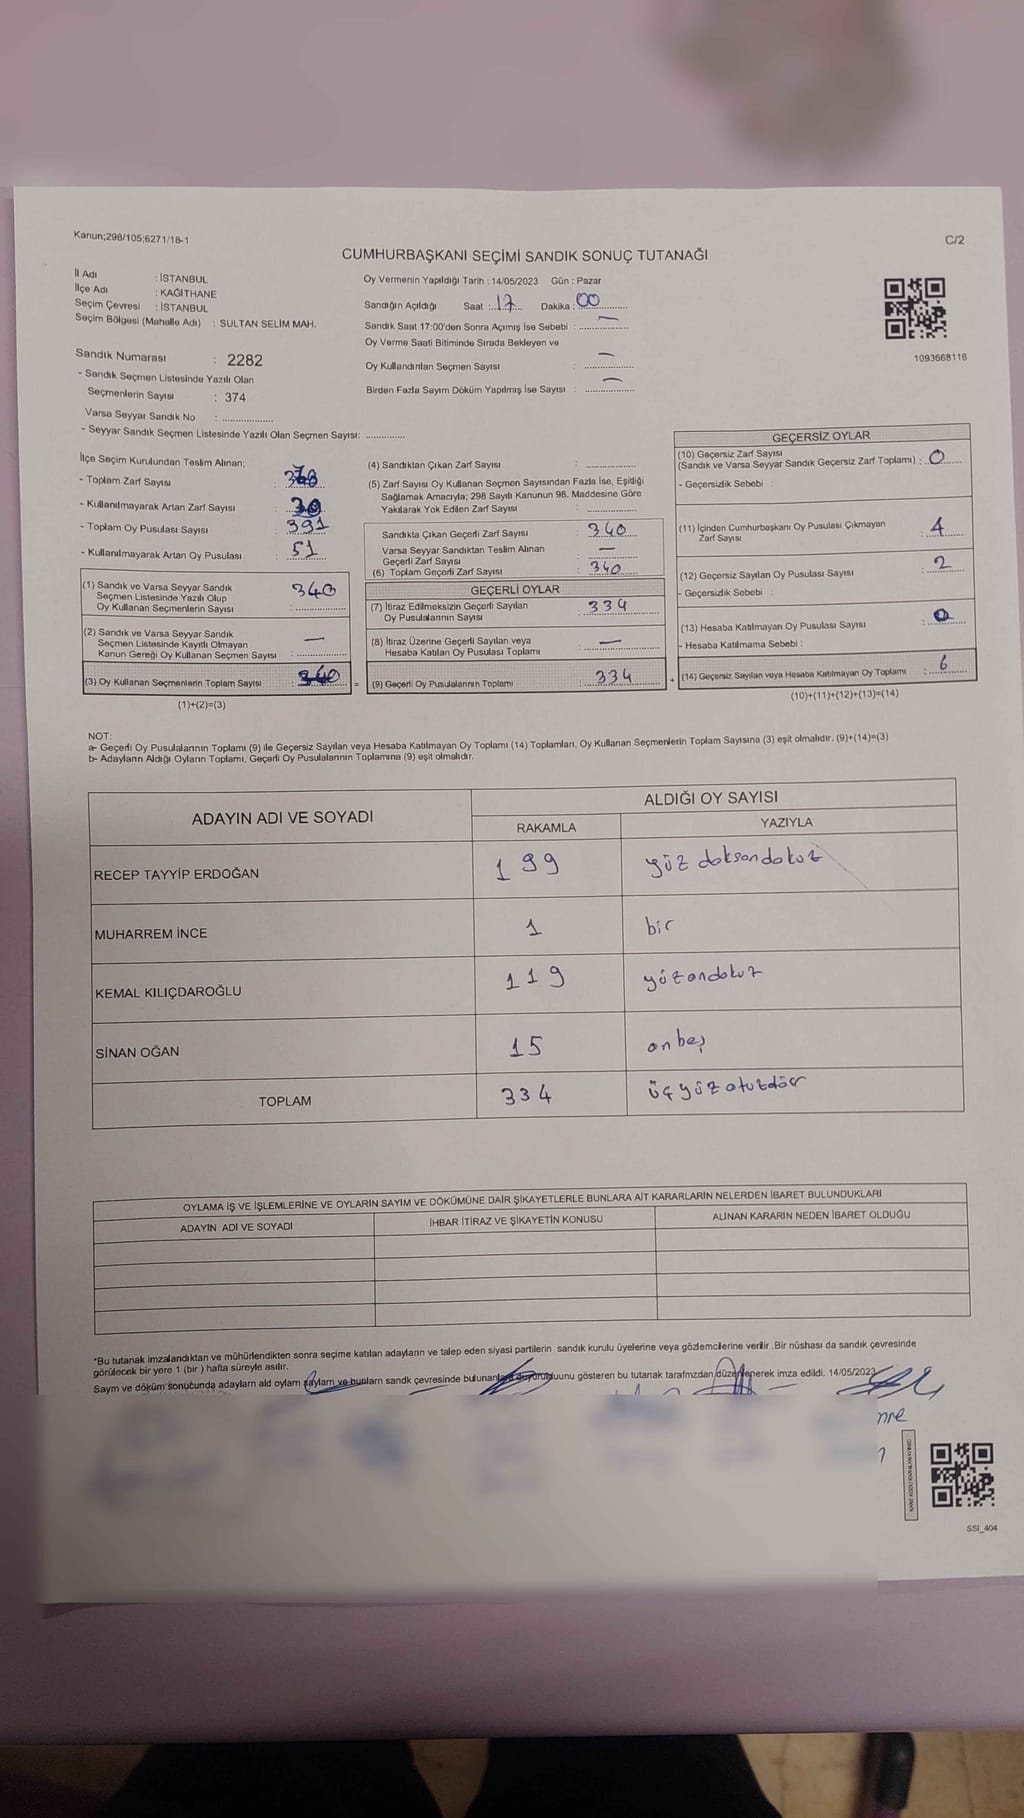 Kanun;298/105;6271/18-1
C/2
CUMHURBAŞKANI SEÇİMİ SANDIK SONUÇ TUTANAĞI
İl Adı : İSTANBUL
İlçe Adı : KAĞITHANE
Seçim Çevresi : İSTANBUL
Seçim Bölgesi (Mahalle Adı) : SULTAN SELİM MAH.
Sandık Numarası : 2282
- Sandık Seçmen Listesinde Yazılı Olan
Seçmenlerin Sayısı : 374
Varsa Seyyar Sandık No :
- Seyyar Sandık Seçmen Listesinde Yazılı Olan Seçmen Sayısı:
Oy Vermenin Yapıldığı Tarih : 14/05/2023 Gün : Pazar
Sandığın Açıldığı Saat : 17 Dakika : 00
Sandık Saat 17:00'den Sonra Açımış İse Sebebi : —
Oy Verme Saati Bitiminde Sırada Bekleyen ve
Oy Kullandırılan Seçmen Sayısı : —
Birden Fazla Sayım Döküm Yapılmış İse Sayısı : —
1093668116
İlçe Seçim Kurulundan Teslim Alınan;
- Toplam Zarf Sayısı :
- Kullanılmayarak Artan Zarf Sayısı :
- Toplam Oy Pusulası Sayısı : 391
- Kullanılmayarak Artan Oy Pusulası : 51
(1) Sandık ve Varsa Seyyar Sandık
Seçmen Listesinde Yazılı Olup
Oy Kullanan Seçmenlerin Sayısı : 340
(2) Sandık ve Varsa Seyyar Sandık
Seçmen Listesinde Kayıtlı Olmayan
Kanun Gereği Oy Kullanan Seçmen Sayısı : —
(3) Oy Kullanan Seçmenlerin Toplam Sayısı : 340 =
(1)+(2)=(3)
(4) Sandıktan Çıkan Zarf Sayısı :
(5) Zarf Sayısı Oy Kullanan Seçmen Sayısından Fazla İse, Eşitliği
Sağlamak Amacıyla; 298 Sayılı Kanunun 98. Maddesine Göre
Yakılarak Yok Edilen Zarf Sayısı :
Sandıkta Çıkan Geçerli Zarf Sayısı : 340
Varsa Seyyar Sandıktan Teslim Alınan
Geçerli Zarf Sayısı : —
(6) Toplam Geçerli Zarf Sayısı : 340
GEÇERLİ OYLAR
(7) İtiraz Edilmeksizin Geçerli Sayılan
Oy Pusulalarının Sayısı : 334
(8) İtiraz Üzerine Geçerli Sayılan veya
Hesaba Katılan Oy Pusulası Toplamı : —
(9) Geçerli Oy Pusulalarının Toplamı : 334 +
GEÇERSİZ OYLAR
(10) Geçersiz Zarf Sayısı
(Sandık ve Varsa Seyyar Sandık Geçersiz Zarf Toplamı) : 0
- Geçersizlik Sebebi :
(11) İçinden Cumhurbaşkanı Oy Pusulası Çıkmayan
Zarf Sayısı : 4
(12) Geçersiz Sayılan Oy Pusulası Sayısı : 2
- Geçersizlik Sebebi :
(13) Hesaba Katılmayan Oy Pusulası Sayısı : 0
- Hesaba Katılmama Sebebi :
(14) Geçersiz Sayılan veya Hesaba Katılmayan Oy Toplamı : 6
(10)+(11)+(12)+(13)=(14)
NOT:
a- Geçerli Oy Pusulalarının Toplamı (9) ile Geçersiz Sayılan veya Hesaba Katılmayan Oy Toplamı (14) Toplamları, Oy Kullanan Seçmenlerin Toplam Sayısına (3) eşit olmalıdır. (9)+(14)=(3)
b- Adayların Aldığı Oyların Toplamı, Geçerli Oy Pusulalarının Toplamına (9) eşit olmalıdır.
ADAYIN ADI VE SOYADI ALDIĞI OY SAYISI
RAKAMLA YAZIYLA
RECEP TAYYİP ERDOĞAN 199 yüz doksandokuz
MUHARREM İNCE 1 bir
KEMAL KILIÇDAROĞLU 119 yüzondokuz
SİNAN OĞAN 15 onbeş
TOPLAM 334 üçyüzotuzdört
OYLAMA İŞ VE İŞLEMLERİNE VE OYLARIN SAYIM VE DÖKÜMÜNE DAİR ŞİKAYETLERLE BUNLARA AİT KARARLARIN NELERDEN İBARET BULUNDUKLARI
ADAYIN ADI VE SOYADI İHBAR İTİRAZ VE ŞİKAYETİN KONUSU ALINAN KARARIN NEDEN İBARET OLDUĞU
*Bu tutanak imzalandıktan ve mühürlendikten sonra seçime katılan adayların ve talep eden siyasi partilerin sandık kurulu üyelerine veya gözlemcilerine verilir .Bir nüshası da sandık çevresinde
görülecek bir yere 1 (bir ) hafta süreyle asılır.
Sayım ve döküm sonucunda adayların ald oyların sayıları ve bunların sandk çevresinde bulunanlara duyurulduunu gösteren bu tutanak tarafmzdan düzenlenerek imza edildi. 14/05/2023
SSI_404